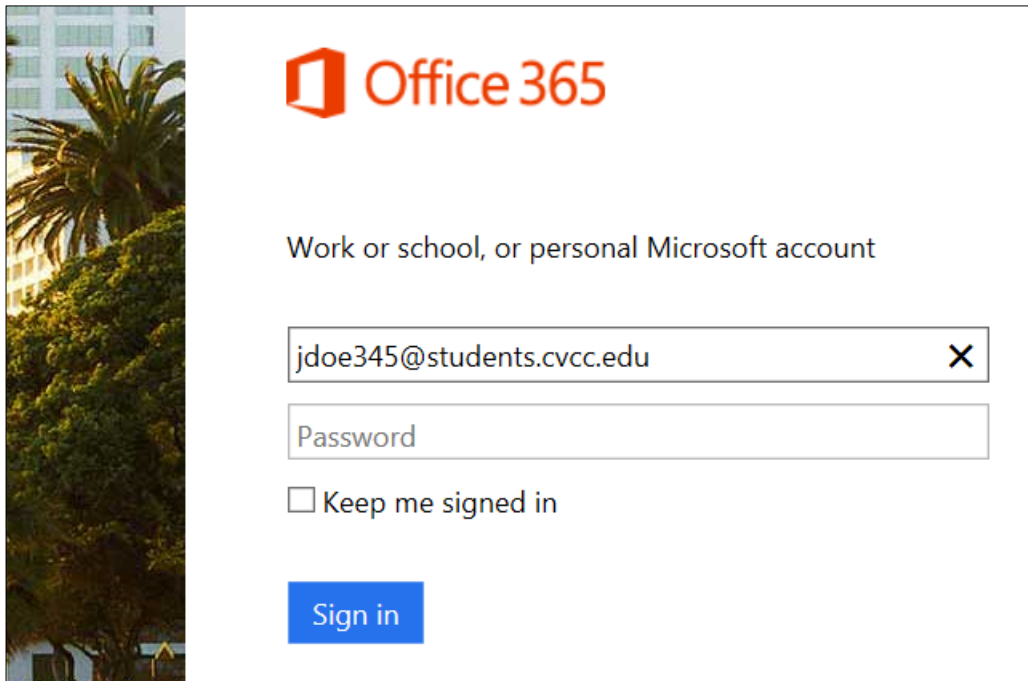 Office 365
Work or school, or personal Microsoft account
jdoe345@students.cvcc.edu
Password
Keep me signed in
Sign in